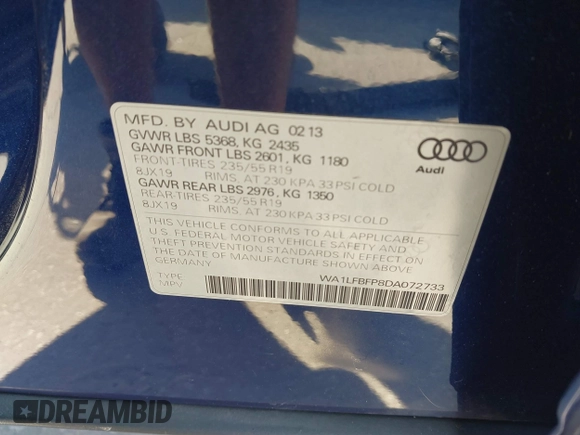 MFD. BY AUDI AG 02 13
GVWR LBS 5368, KG 2435
GAWR FRONT LBS 2601, KG 1180
FRONT-TIRES 235/55 R19
8JX19 RIMS, AT 230 KPA 33 PSI COLD
GAWR REAR LBS 2976, KG 1350
REAR-TIRES 235/55 R19
8JX19 RIMS, AT 230 KPA 33 PSI COLD
THIS VEHICLE CONFORMS TO ALL APPLICABLE
U.S. FEDERAL MOTOR VEHICLE SAFETY AND
THEFT PREVENTION STANDARDS IN EFFECT ON
THE DATE OF MANUFACTURE SHOWN ABOVE.
GERMANY
TYPE
MPV
WA1LFBFP8DA072733
Audi
DREAMBID